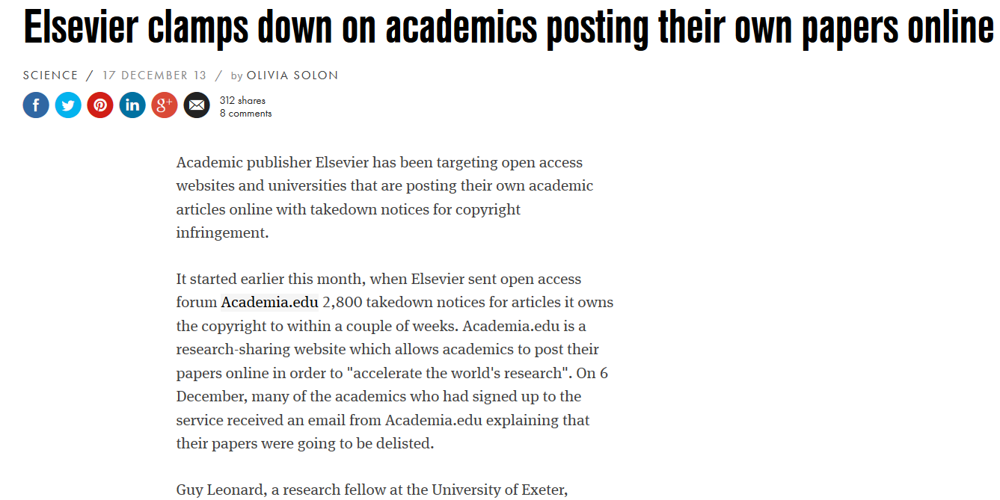 Elsevier clamps down on academics posting their own papers online
SCIENCE / 17 DECEMBER 13 / by OLIVIA SOLON
f in g+ 312 shares
8 comments
Academic publisher Elsevier has been targeting open access
websites and universities that are posting their own academic
articles online with takedown notices for copyright
infringement.
It started earlier this month, when Elsevier sent open access
forum Academia.edu 2,800 takedown notices for articles it owns
the copyright to within a couple of weeks. Academia.edu is a
research-sharing website which allows academics to post their
papers online in order to "accelerate the world's research". On 6
December, many of the academics who had signed up to the
service received an email from Academia.edu explaining that
their papers were going to be delisted.
Guy Leonard, a research fellow at the University of Exeter,